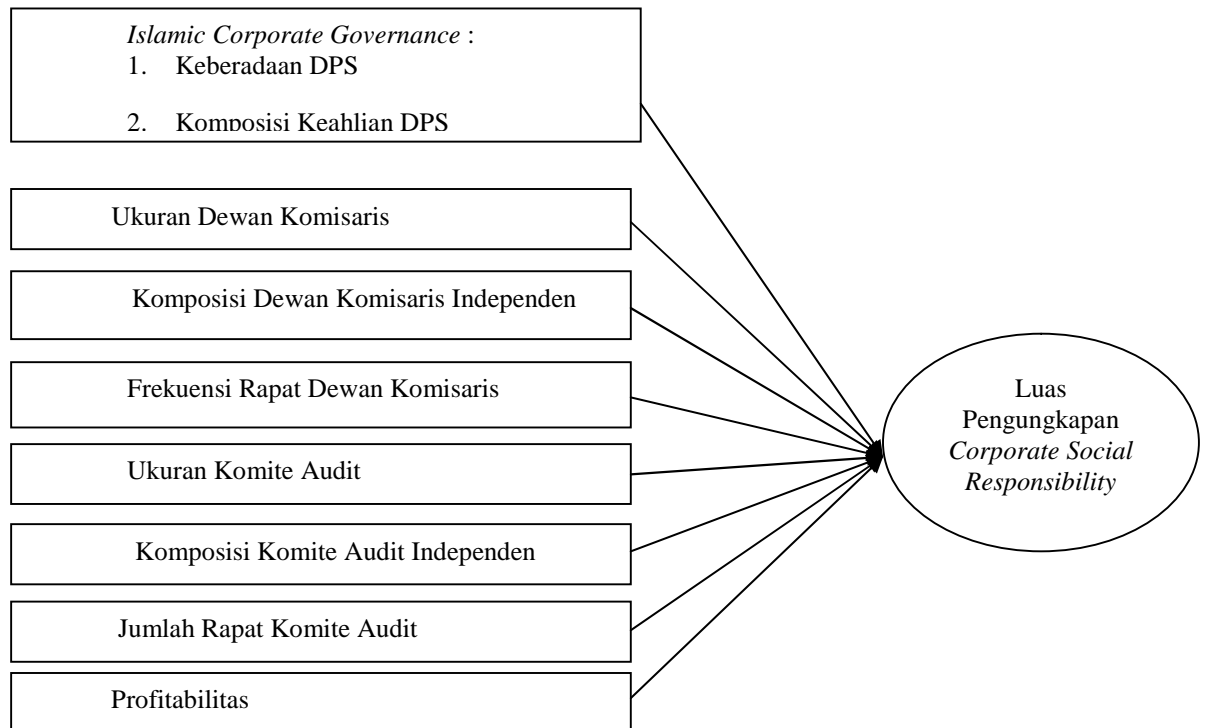 Islamic Corporate Governance :
1. Keberadaan DPS
2. Komposisi Keahlian DPS
Ukuran Dewan Komisaris
Komposisi Dewan Komisaris Independen
Frekuensi Rapat Dewan Komisaris
Ukuran Komite Audit
Komposisi Komite Audit Independen
Jumlah Rapat Komite Audit
Profitabilitas
Luas
Pengungkapan
Corporate Social
Responsibility